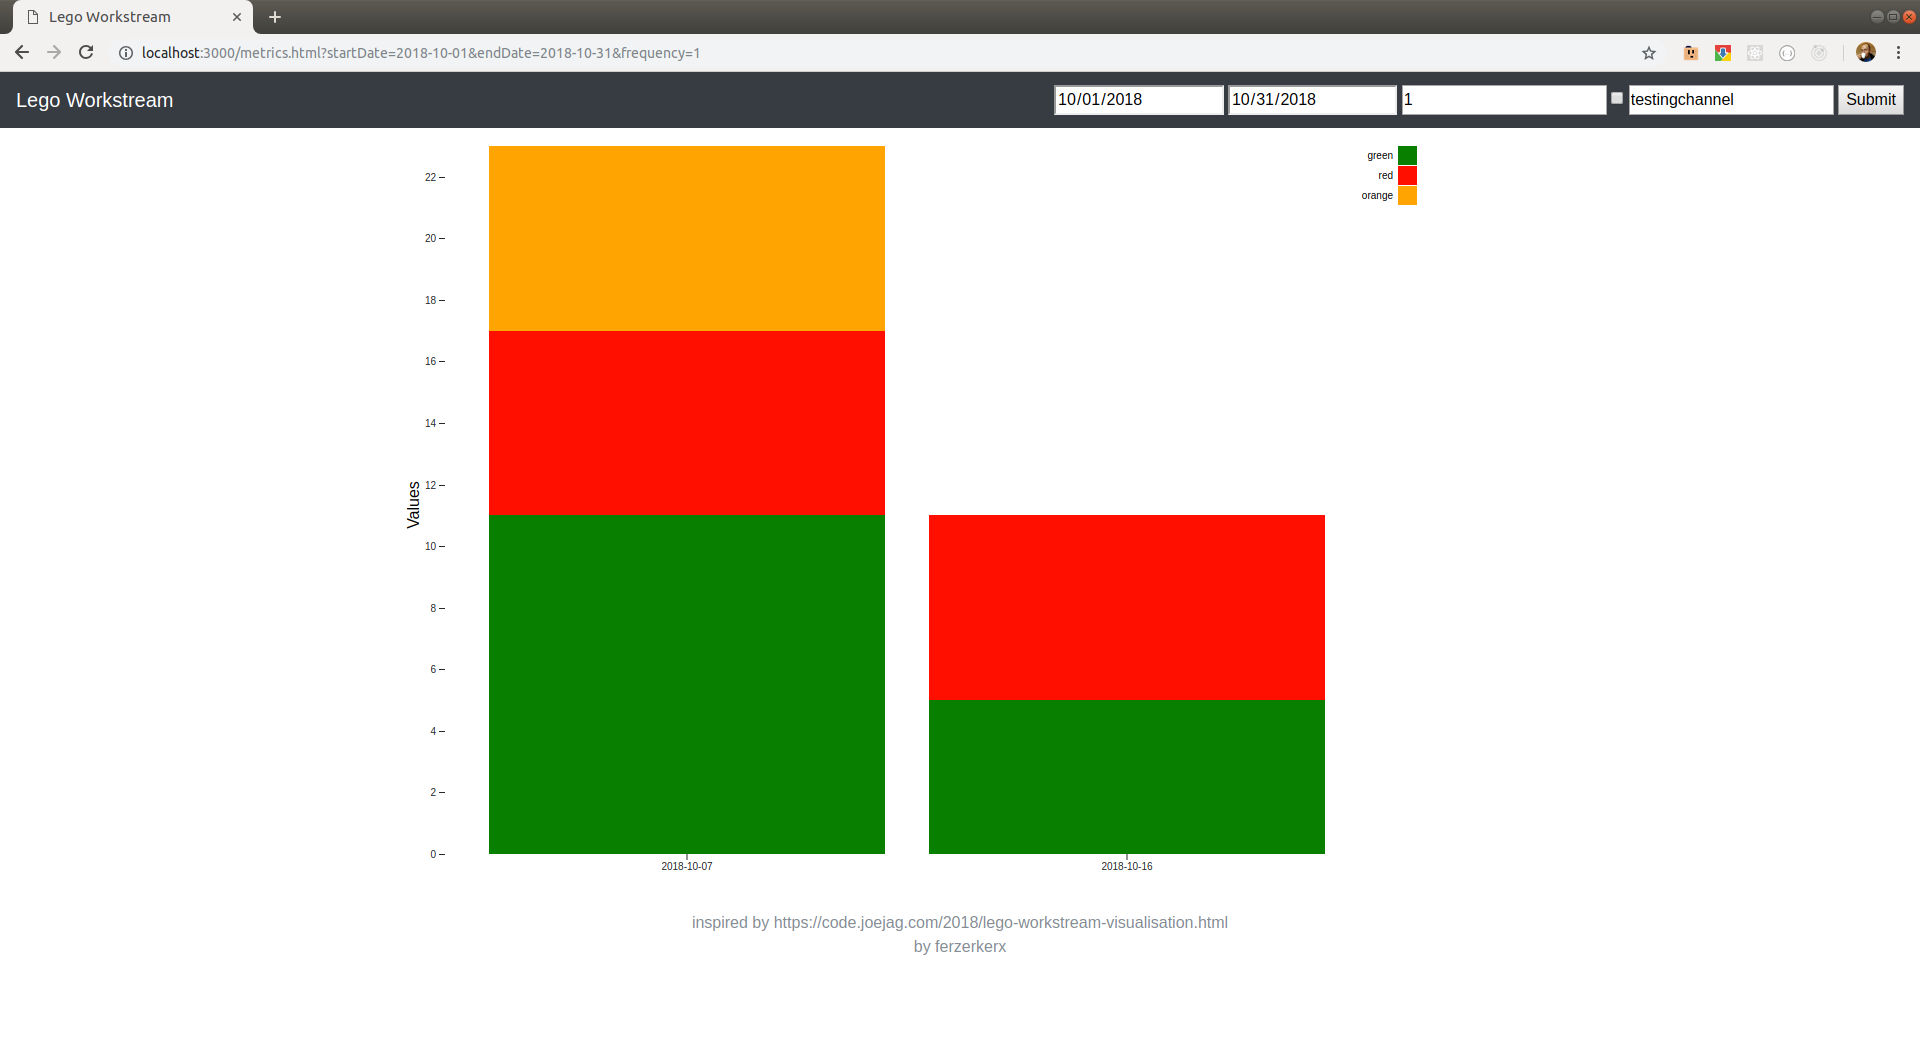 Lego Workstream
localhost:3000/metrics.html?startDate=2018-10-01&endDate=2018-10-31&frequency=1
Lego Workstream
10/01/2018
10/31/2018
1
testingchannel
Submit
green
red
orange
22
20
18
16
14
12
10
8
6
4
2
0
Values
2018-10-07
2018-10-16
inspired by https://code.joejag.com/2018/lego-workstream-visualisation.html
by ferzerkerx